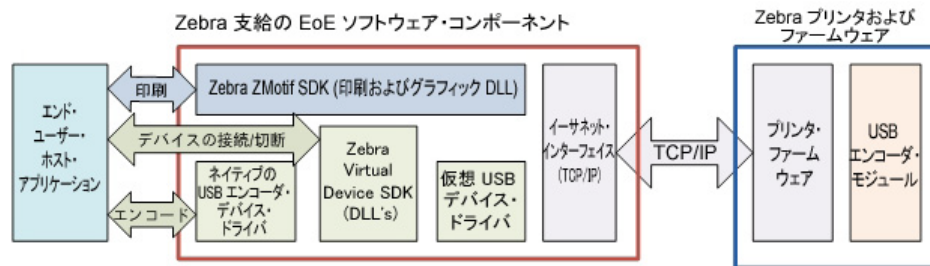 Zebra 支給の EoE ソフトウェア・コンポーネント
Zebra プリンタおよび
ファームウェア
エンド・
ユーザー・
ホスト・
アプリケーション
印刷
Zebra ZMotif SDK (印刷およびグラフィック DLL)
デバイスの接続/切断
ネイティブの
USB エンコーダ・
デバイス・
ドライバ
エンコード
Zebra
Virtual
Device SDK
(DLL's)
仮想 USB
デバイス・
ドライバ
イーサネット・
インターフェイス
(TCP/IP)
TCP/IP
プリンタ・
ファーム
ウェア
USB
エンコーダ・
モジュール